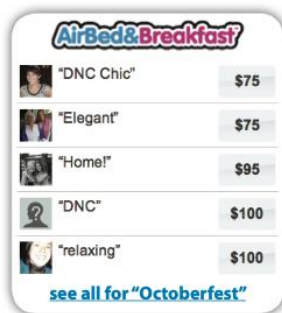 AirBed&Breakfast
"DNC Chic" $75
"Elegant" $75
"Home!" $95
"DNC" $100
"relaxing" $100
see all for "Octoberfest"